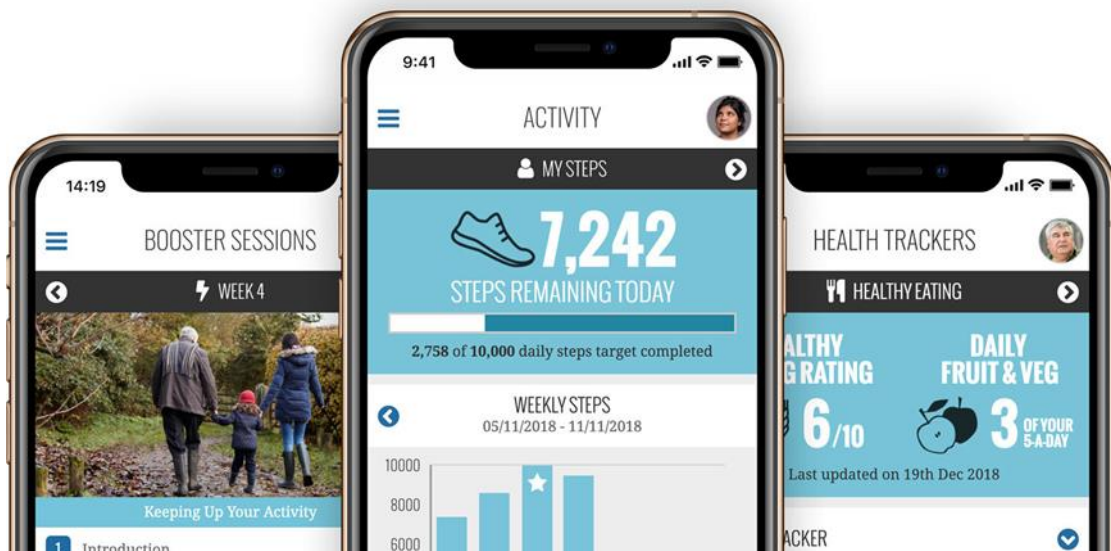 14:19
BOOSTER SESSIONS
WEEK 4
Keeping Up Your Activity
1 Introduction
9:41
ACTIVITY
MY STEPS
7,242
STEPS REMAINING TODAY
2,758 of 10,000 daily steps target completed
WEEKLY STEPS
05/11/2018 - 11/11/2018
10000
8000
6000
HEALTH TRACKERS
HEALTHY EATING
ALTHY
G RATING
6/10
DAILY
FRUIT & VEG
3 OF YOUR
5-A-DAY
Last updated on 19th Dec 2018
ACKER